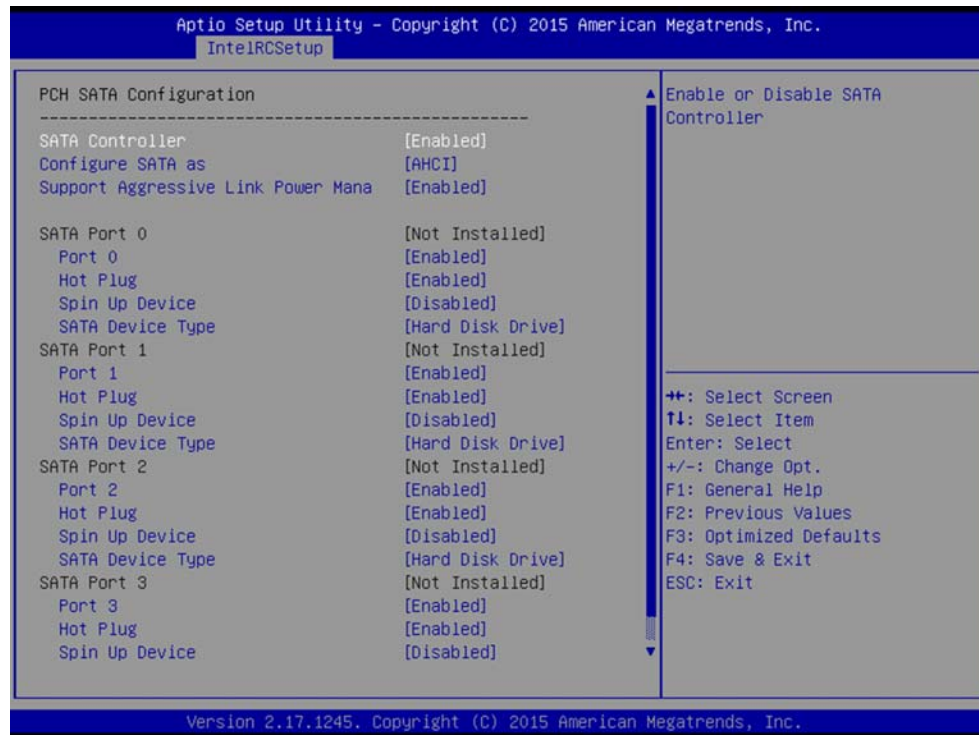 Aptio Setup Utility – Copyright (C) 2015 American Megatrends, Inc.
IntelRCSetup
PCH SATA Configuration
--------------------------------------------------
SATA Controller [Enabled]
Configure SATA as [AHCI]
Support Aggressive Link Power Mana [Enabled]
SATA Port 0 [Not Installed]
Port 0 [Enabled]
Hot Plug [Enabled]
Spin Up Device [Disabled]
SATA Device Type [Hard Disk Drive]
SATA Port 1 [Not Installed]
Port 1 [Enabled]
Hot Plug [Enabled]
Spin Up Device [Disabled]
SATA Device Type [Hard Disk Drive]
SATA Port 2 [Not Installed]
Port 2 [Enabled]
Hot Plug [Enabled]
Spin Up Device [Disabled]
SATA Device Type [Hard Disk Drive]
SATA Port 3 [Not Installed]
Port 3 [Enabled]
Hot Plug [Enabled]
Spin Up Device [Disabled]
Enable or Disable SATA
Controller
→←: Select Screen
↑↓: Select Item
Enter: Select
+/-: Change Opt.
F1: General Help
F2: Previous Values
F3: Optimized Defaults
F4: Save & Exit
ESC: Exit
Version 2.17.1245. Copyright (C) 2015 American Megatrends, Inc.